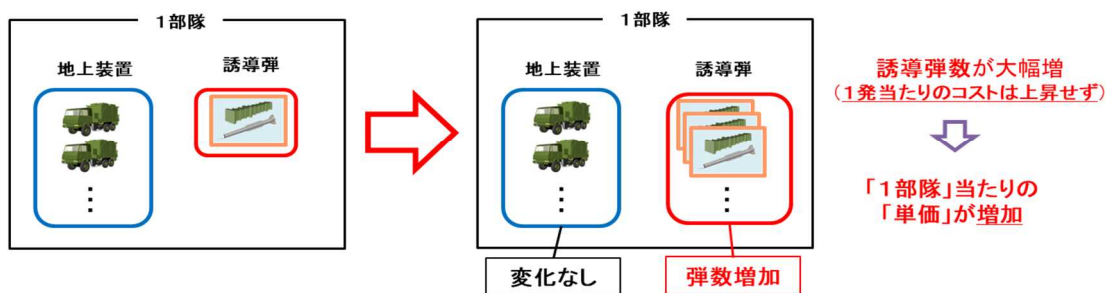 1部隊
地上装置
誘導弾
1部隊
地上装置
誘導弾
変化なし
弾数増加
誘導弾数が大幅増
(1発当たりのコストは上昇せず)
「1部隊」当たりの
「単価」が増加